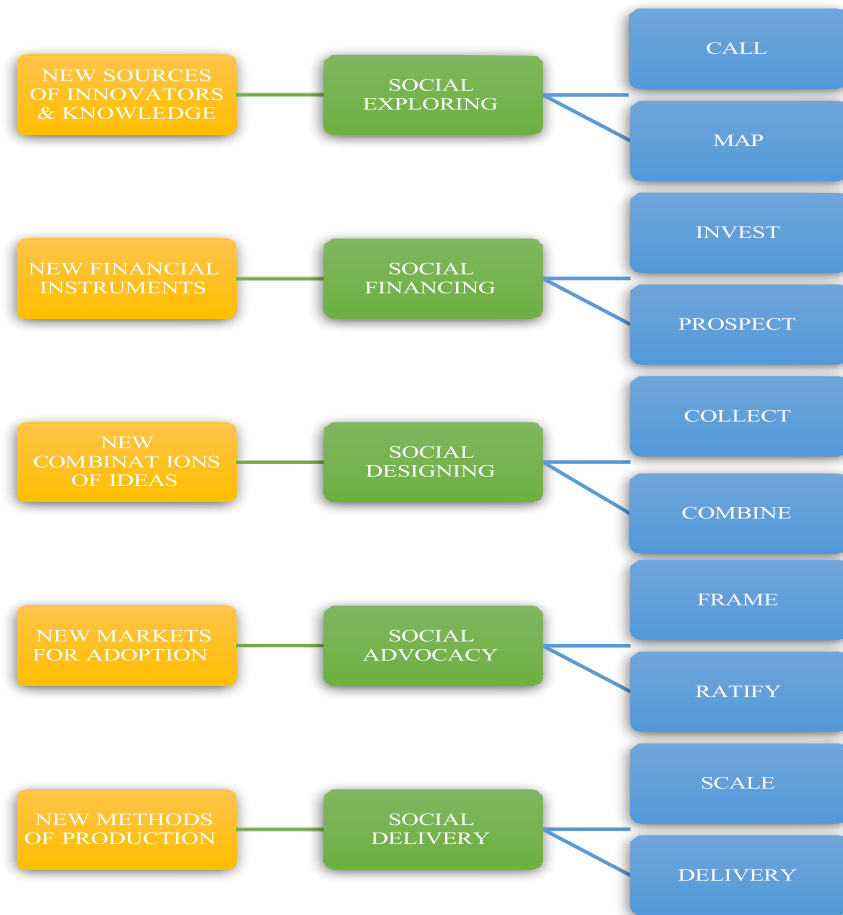 NEW SOURCES
OF INNOVATORS
& KNOWLEDGE
SOCIAL
EXPLORING
CALL
MAP
NEW FINANCIAL
INSTRUMENTS
SOCIAL
FINANCING
INVEST
PROSPECT
NEW
COMBINAT IONS
OF IDEAS
SOCIAL
DESIGNING
COLLECT
COMBINE
NEW MARKETS
FOR ADOPTION
SOCIAL
ADVOCACY
FRAME
RATIFY
NEW METHODS
OF PRODUCTION
SOCIAL
DELIVERY
SCALE
DELIVERY